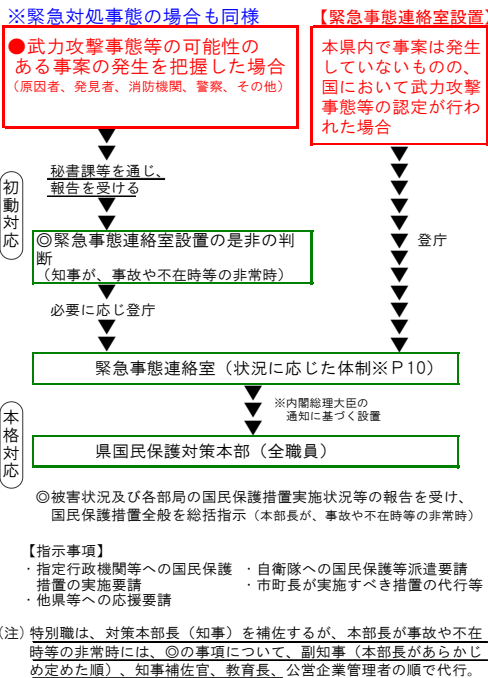 ※緊急対処事態の場合も同様
【緊急事態連絡室設置】
●武力攻撃事態等の可能性の
ある事案の発生を把握した場合
（原因者、発見者、消防機関、警察、その他）
本県内で事案は発生
していないものの、
国において武力攻撃
事態等の認定が行わ
れた場合
秘書課等を通じ、
報告を受ける
初動対応
◎緊急事態連絡室設置の是非の判
断
（知事が、事故や不在時等の非常時）
登庁
必要に応じ登庁
緊急事態連絡室（状況に応じた体制※Ｐ10）
※内閣総理大臣の
通知に基づく設置
本格対応
県国民保護対策本部（全職員）
◎被害状況及び各部局の国民保護措置実施状況等の報告を受け、
国民保護措置全般を総括指示（本部長が、事故や不在時等の非常時）
【指示事項】
・指定行政機関等への国民保護
措置の実施要請
・他県等への応援要請
・自衛隊への国民保護等派遣要請
・市町長が実施すべき措置の代行等
（注）特別職は、対策本部長（知事）を補佐するが、本部長が事故や不在
時等の非常時には、◎の事項について、副知事（本部長があらかじ
め定めた順）、知事補佐官、教育長、公営企業管理者の順で代行。